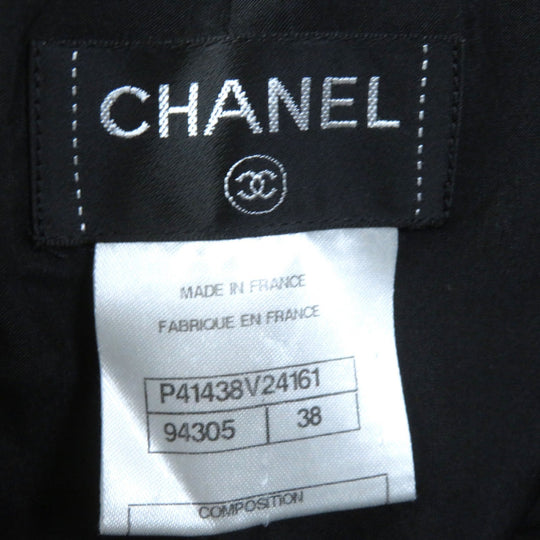 CHANEL
MADE IN FRANCE
FABRIQUE EN FRANCE
P41438V24161
94305 38
COMPOSITION